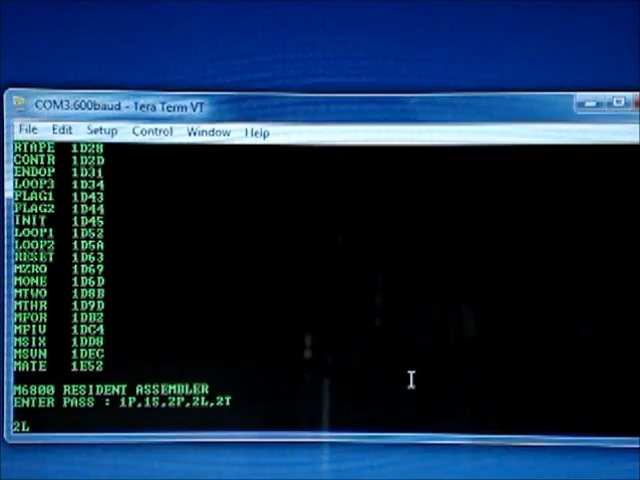 COM3:600baud - Tera Term VT
File Edit Setup Control Window Help
RTAPE 1D28
CONTR 1D2D
ENDOP 1D31
LOOP3 1D34
FLAG1 1D43
FLAG2 1D44
INIT 1D45
LOOP1 1D52
LOOP2 1D5A
RESET 1D63
MZRO 1D69
MONE 1D6D
MTWO 1D8B
MTHR 1D9D
MFOR 1DB2
MFIV 1DC4
MSIX 1DD8
MSVN 1DEC
MATE 1E52
M6800 RESIDENT ASSEMBLER
ENTER PASS : 1P,1S,2P,2L,2T
2L